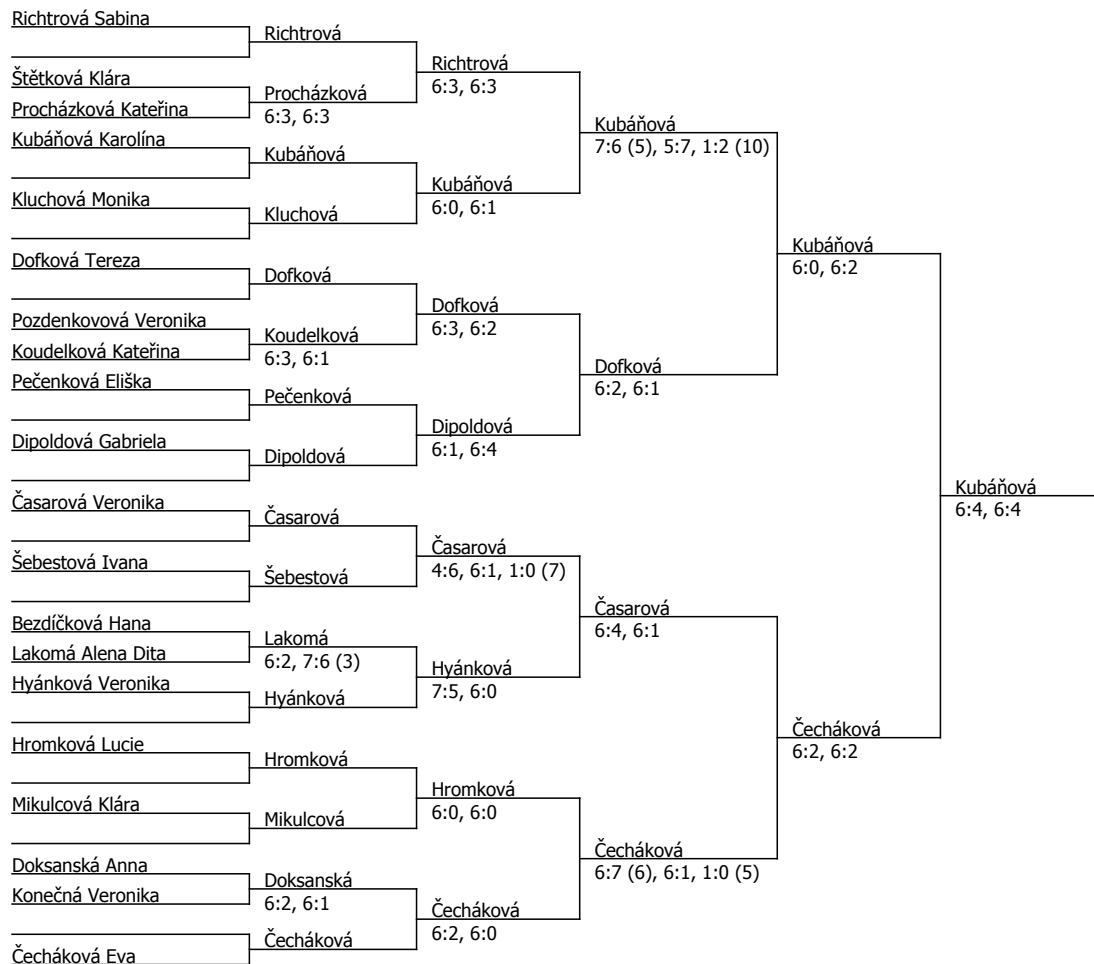 Richtrová Sabina
Richtrová
Richtrová
6:3, 6:3
Štětková Klára
Procházková
6:3, 6:3
Procházková Kateřina
Kubáňová
7:6 (5), 5:7, 1:2 (10)
Kubáňová Karolína
Kubáňová
Kubáňová
6:0, 6:1
Kluchová Monika
Kluchová
Kubáňová
6:0, 6:2
Dofková Tereza
Dofková
Dofková
6:3, 6:2
Pozdenkovová Veronika
Koudelková
6:3, 6:1
Koudelková Kateřina
Dofková
6:2, 6:1
Pečenková Eliška
Pečenková
Dipoldová
6:1, 6:4
Dipoldová Gabriela
Dipoldová
Kubáňová
6:4, 6:4
Časarová Veronika
Časarová
Časarová
4:6, 6:1, 1:0 (7)
Šebestová Ivana
Šebestová
Časarová
6:4, 6:1
Bezdíčková Hana
Lakomá
6:2, 7:6 (3)
Lakomá Alena Dita
Hyánková
7:5, 6:0
Hyánková Veronika
Hyánková
Čecháková
6:2, 6:2
Hromková Lucie
Hromková
Hromková
6:0, 6:0
Mikulcová Klára
Mikulcová
Čecháková
6:7 (6), 6:1, 1:0 (5)
Doksanská Anna
Doksanská
6:2, 6:1
Konečná Veronika
Čecháková
6:2, 6:0
Čecháková
Čecháková Eva